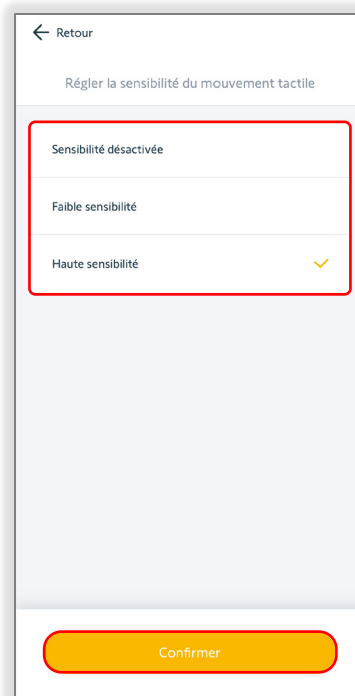 Retour
Régler la sensibilité du mouvement tactile
Sensibilité désactivée
Faible sensibilité
Haute sensibilité
Confirmer